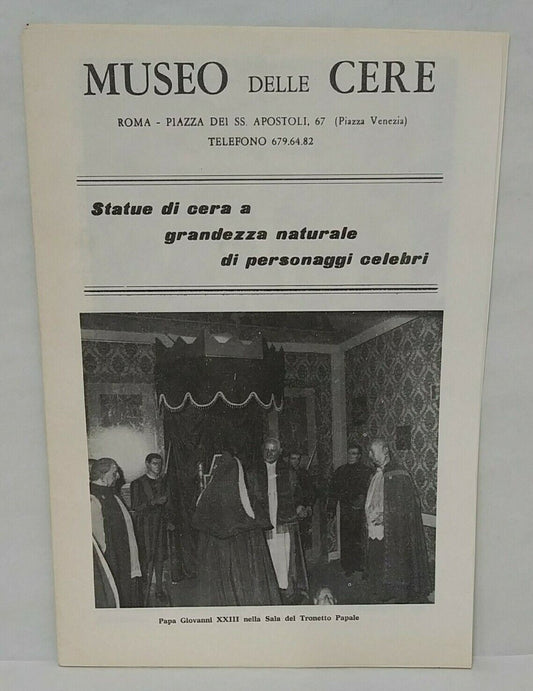 MUSEO DELLE CERE
ROMA - PIAZZA DEI SS. APOSTOLI, 67 (Piazza Venezia)
TELEFONO 679.64.82
Statue di cera a
grandezza naturale
di personaggi celebri
Papa Giovanni XXIII nella Sala del Tronetto Papale